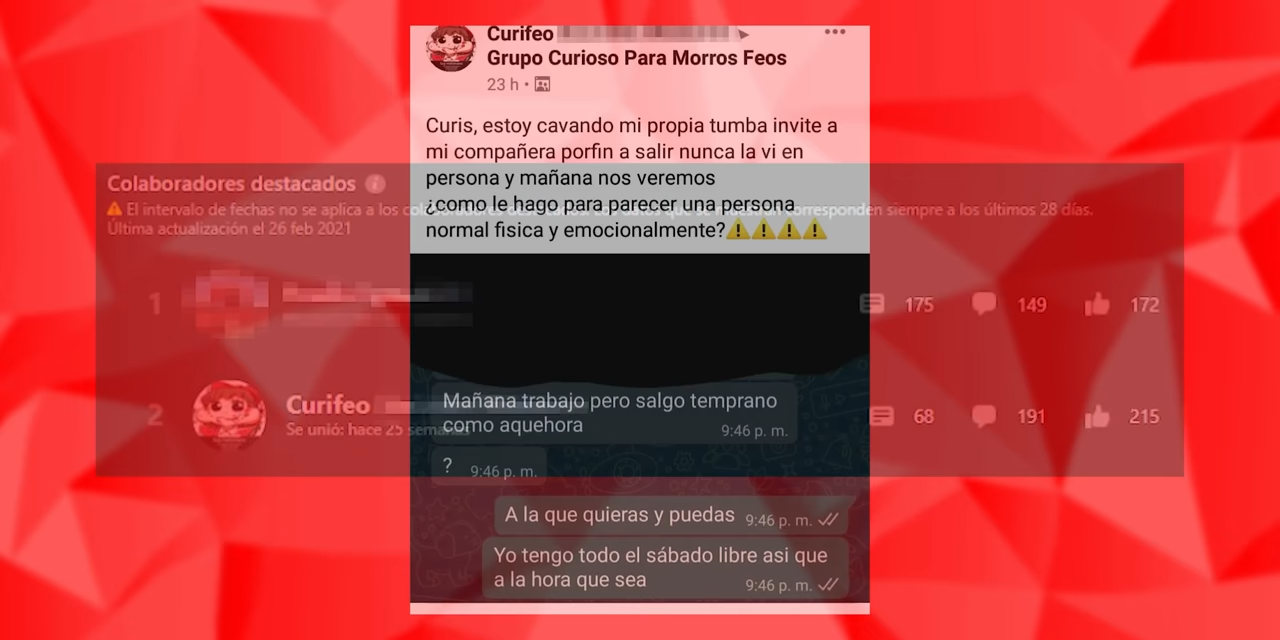 Curifeo
Grupo Curioso Para Morros Feos
23 h •
Curis, estoy cavando mi propia tumba invite a
mi compañera porfin a salir nunca la vi en
persona y mañana nos veremos
¿como le hago para parecer una persona
normal fisica y emocionalmente?⚠️⚠️⚠️⚠️
Colaboradores destacados
El intervalo de fechas no se aplica a los corresponden siempre a los últimos 28 días.
Última actualización el 26 feb 2021
1 175 149 172
2 Curifeo 68 191 215
Se unió: hace 25 semanas
Mañana trabajo pero salgo temprano
como aquehora 9:46 p. m.
? 9:46 p. m.
A la que quieras y puedas 9:46 p. m.
Yo tengo todo el sábado libre asi que
a la hora que sea 9:46 p. m.